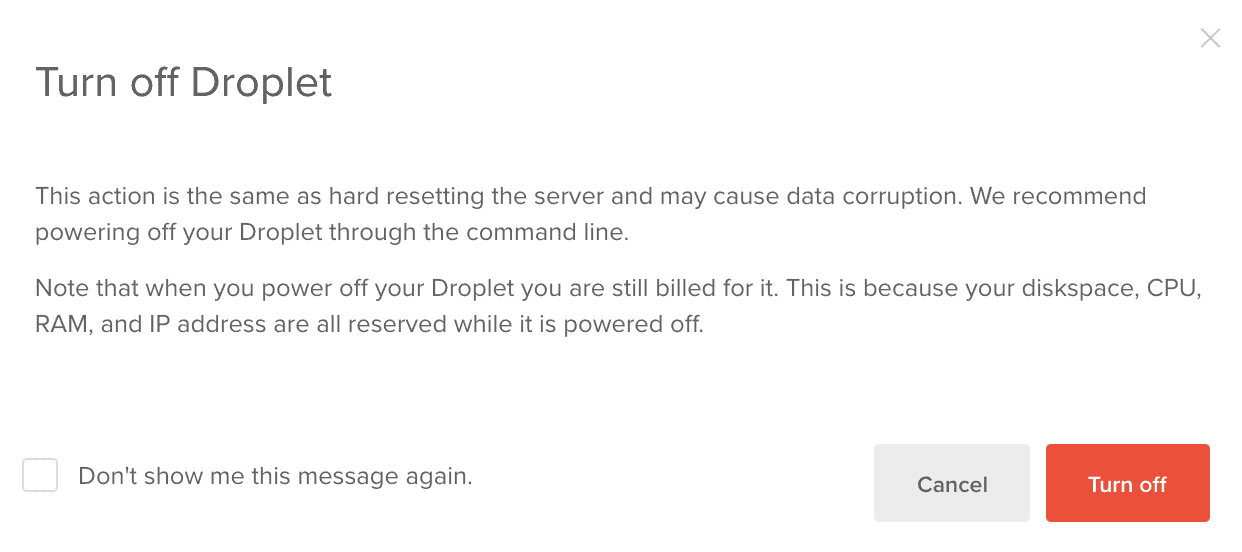 Turn off Droplet
This action is the same as hard resetting the server and may cause data corruption. We recommend
powering off your Droplet through the command line.
Note that when you power off your Droplet you are still billed for it. This is because your diskspace, CPU,
RAM, and IP address are all reserved while it is powered off.
Don't show me this message again.
Cancel
Turn off